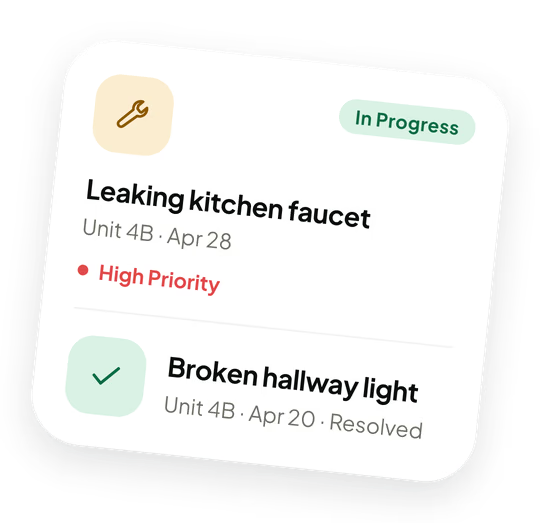 In Progress
Leaking kitchen faucet
Unit 4B · Apr 28
High Priority
Broken hallway light
Unit 4B · Apr 20 · Resolved